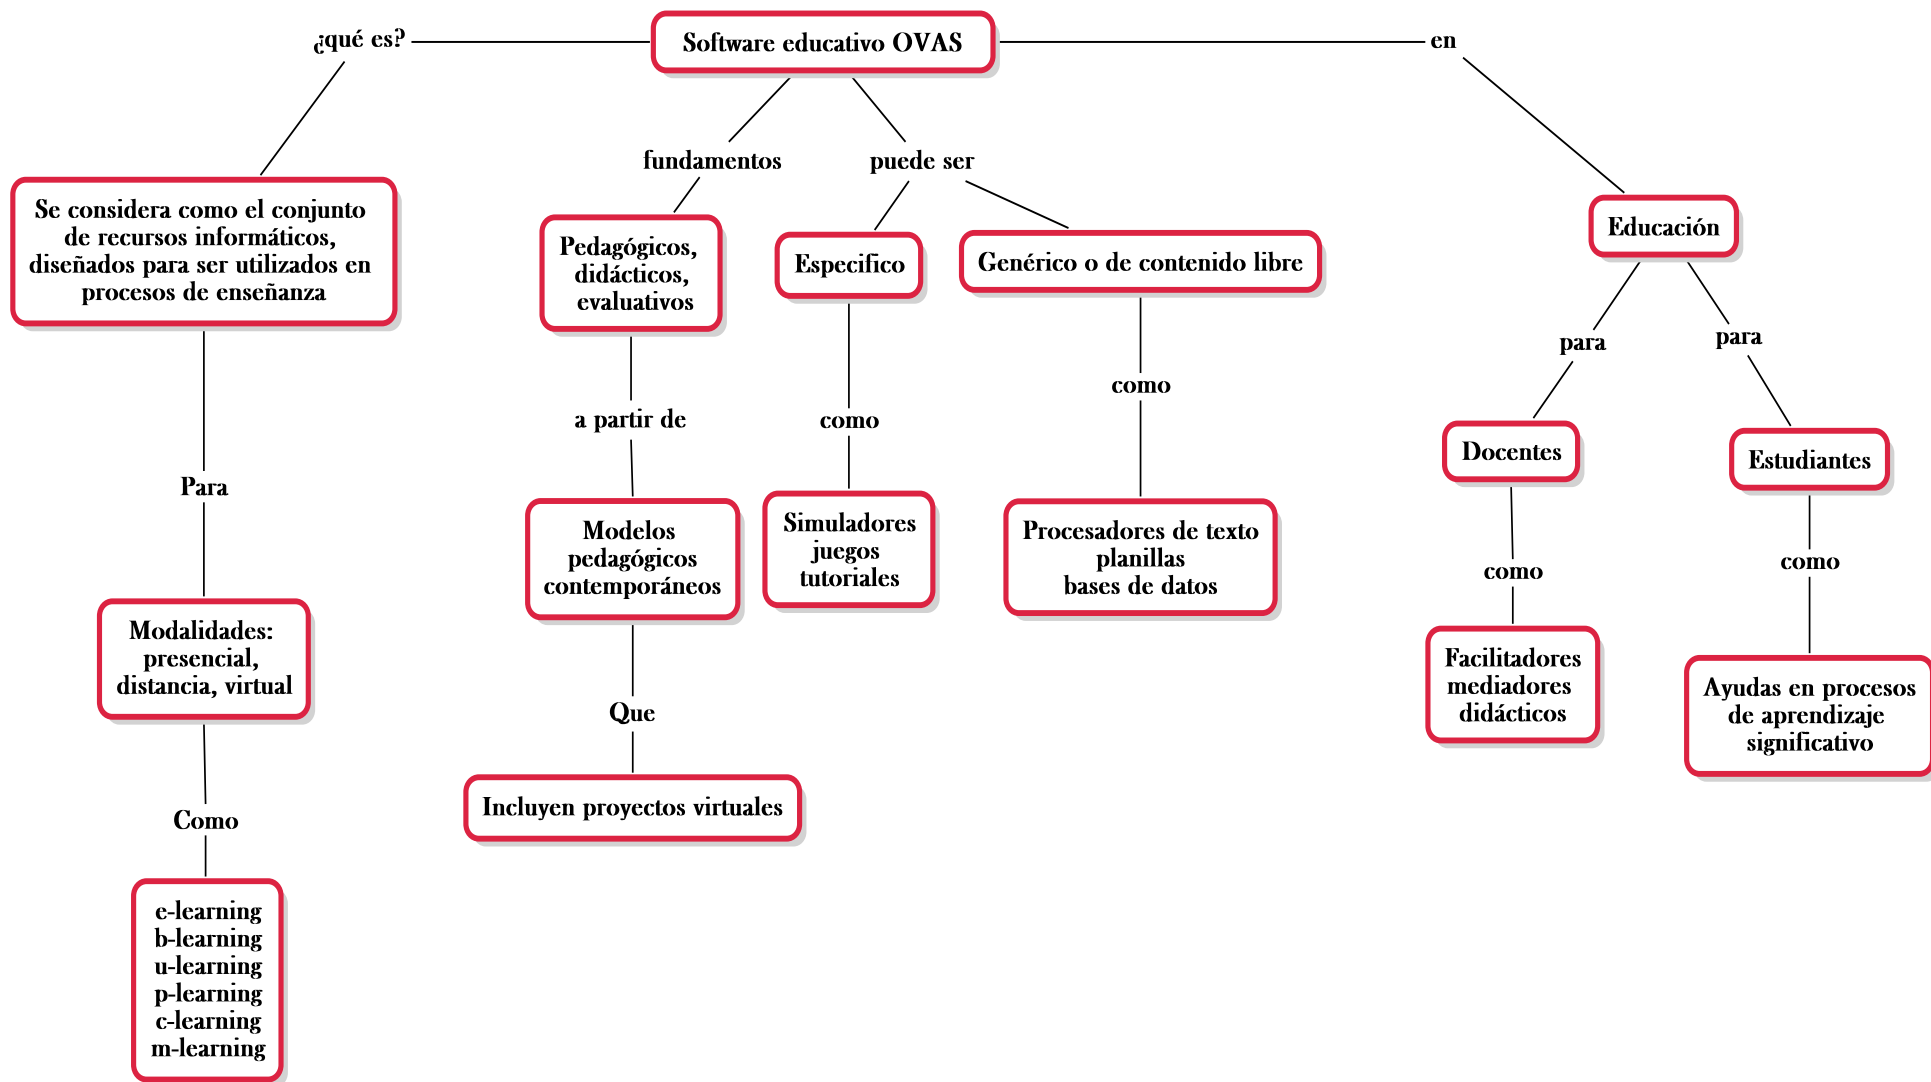 Software educativo OVAS
¿qué es?
en
fundamentos
puede ser
Se considera como el conjunto
de recursos informáticos,
diseñados para ser utilizados en
procesos de enseñanza
Para
Modalidades:
presencial,
distancia, virtual
Como
e-learning
b-learning
u-learning
p-learning
c-learning
m-learning
Pedagógicos,
didácticos,
evaluativos
a partir de
Modelos
pedagógicos
contemporáneos
Que
Incluyen proyectos virtuales
Especifico
como
Simuladores
juegos
tutoriales
Genérico o de contenido libre
como
Procesadores de texto
planillas
bases de datos
Educación
para
Docentes
como
Facilitadores
mediadores
didácticos
para
Estudiantes
como
Ayudas en procesos
de aprendizaje
significativo